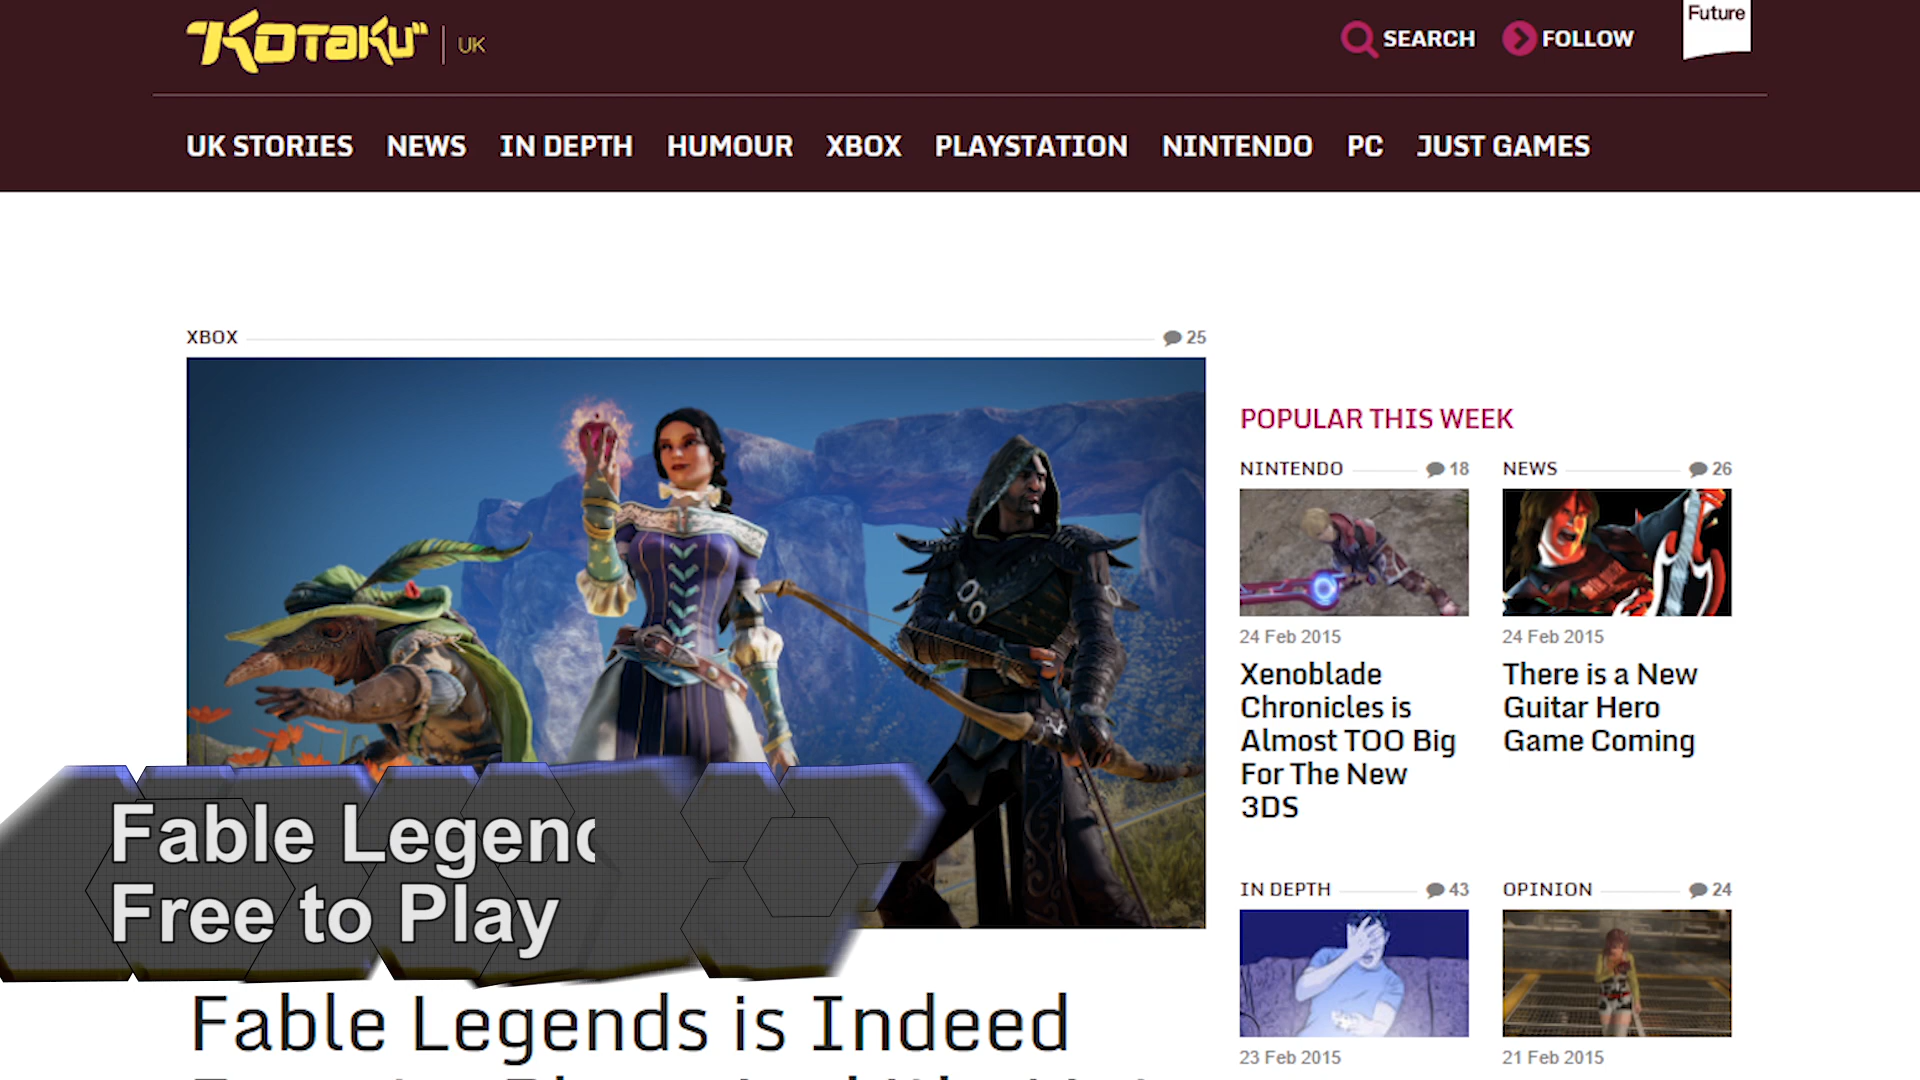 "KOTAKU" UK
SEARCH
FOLLOW
Future
UK STORIES NEWS IN DEPTH HUMOUR XBOX PLAYSTATION NINTENDO PC JUST GAMES
XBOX 25
Fable Legend
Free to Play
Fable Legends is Indeed
POPULAR THIS WEEK
NINTENDO 18
24 Feb 2015
Xenoblade
Chronicles is
Almost TOO Big
For The New
3DS
NEWS 26
24 Feb 2015
There is a New
Guitar Hero
Game Coming
IN DEPTH 43
23 Feb 2015
OPINION 24
21 Feb 2015